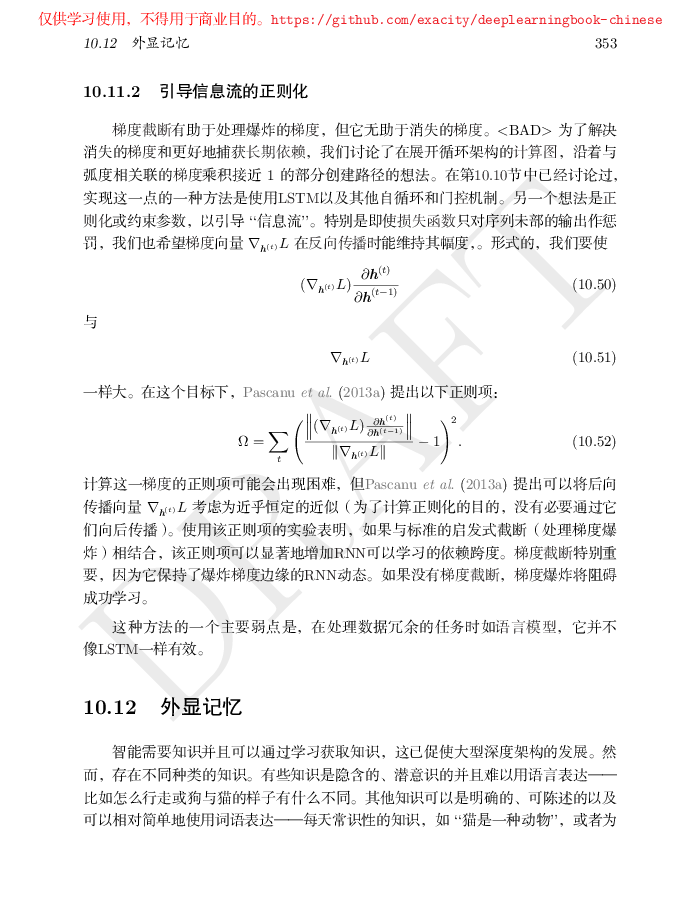 仅供学习使用，不得用于商业目的。https://github.com/exacity/deeplearningbook-chinese
10.12 外显记忆 353
10.11.2 引导信息流的正则化
梯度截断有助于处理爆炸的梯度，但它无助于消失的梯度。<BAD> 为了解决
消失的梯度和更好地捕获长期依赖，我们讨论了在展开循环架构的计算图，沿着与
弧度相关联的梯度乘积接近 1 的部分创建路径的想法。在第10.10节中已经讨论过，
实现这一点的一种方法是使用LSTM以及其他自循环和门控机制。另一个想法是正
则化或约束参数，以引导 “信息流”。特别是即使损失函数只对序列末部的输出作惩
罚，我们也希望梯度向量 ∇h(t)L 在反向传播时能维持其幅度，。形式的，我们要使
(∇h(t)L) ∂h(t)/∂h(t−1) (10.50)
与
∇h(t)L (10.51)
一样大。在这个目标下，Pascanu et al. (2013a) 提出以下正则项：
Ω = ∑t ( ‖(∇h(t)L) ∂h(t)/∂h(t−1)‖ / ‖∇h(t)L‖ − 1 )2. (10.52)
计算这一梯度的正则项可能会出现困难，但Pascanu et al. (2013a) 提出可以将后向
传播向量 ∇h(t)L 考虑为近乎恒定的近似（为了计算正则化的目的，没有必要通过它
们向后传播）。使用该正则项的实验表明，如果与标准的启发式截断（处理梯度爆
炸）相结合，该正则项可以显著地增加RNN可以学习的依赖跨度。梯度截断特别重
要，因为它保持了爆炸梯度边缘的RNN动态。如果没有梯度截断，梯度爆炸将阻碍
成功学习。
这种方法的一个主要弱点是，在处理数据冗余的任务时如语言模型，它并不
像LSTM一样有效。
10.12 外显记忆
智能需要知识并且可以通过学习获取知识，这已促使大型深度架构的发展。然
而，存在不同种类的知识。有些知识是隐含的、潜意识的并且难以用语言表达——
比如怎么行走或狗与猫的样子有什么不同。其他知识可以是明确的、可陈述的以及
可以相对简单地使用词语表达——每天常识性的知识，如 “猫是一种动物”，或者为
DRAFT